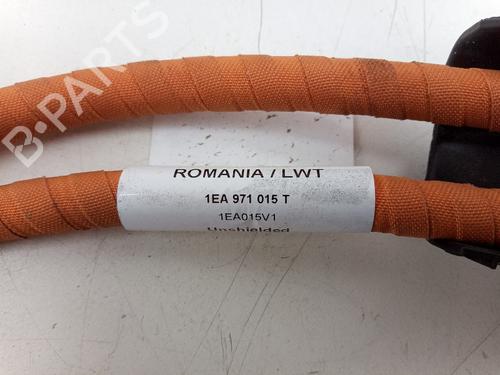 B-PARTS
ROMANIA / LWT
1EA 971 015 T
1EA015V1
Unshielded